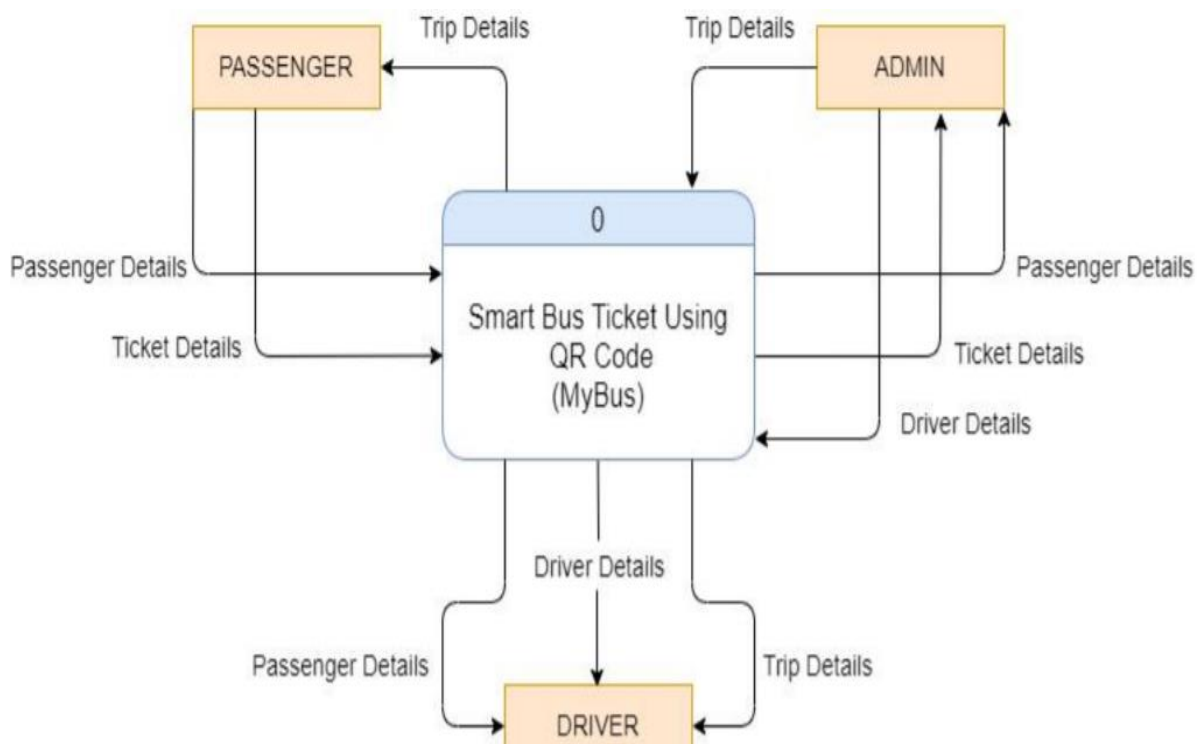 Trip Details
Trip Details
PASSENGER
ADMIN
0
Passenger Details
Passenger Details
Smart Bus Ticket Using
QR Code
(MyBus)
Ticket Details
Ticket Details
Driver Details
Driver Details
Passenger Details
Trip Details
DRIVER